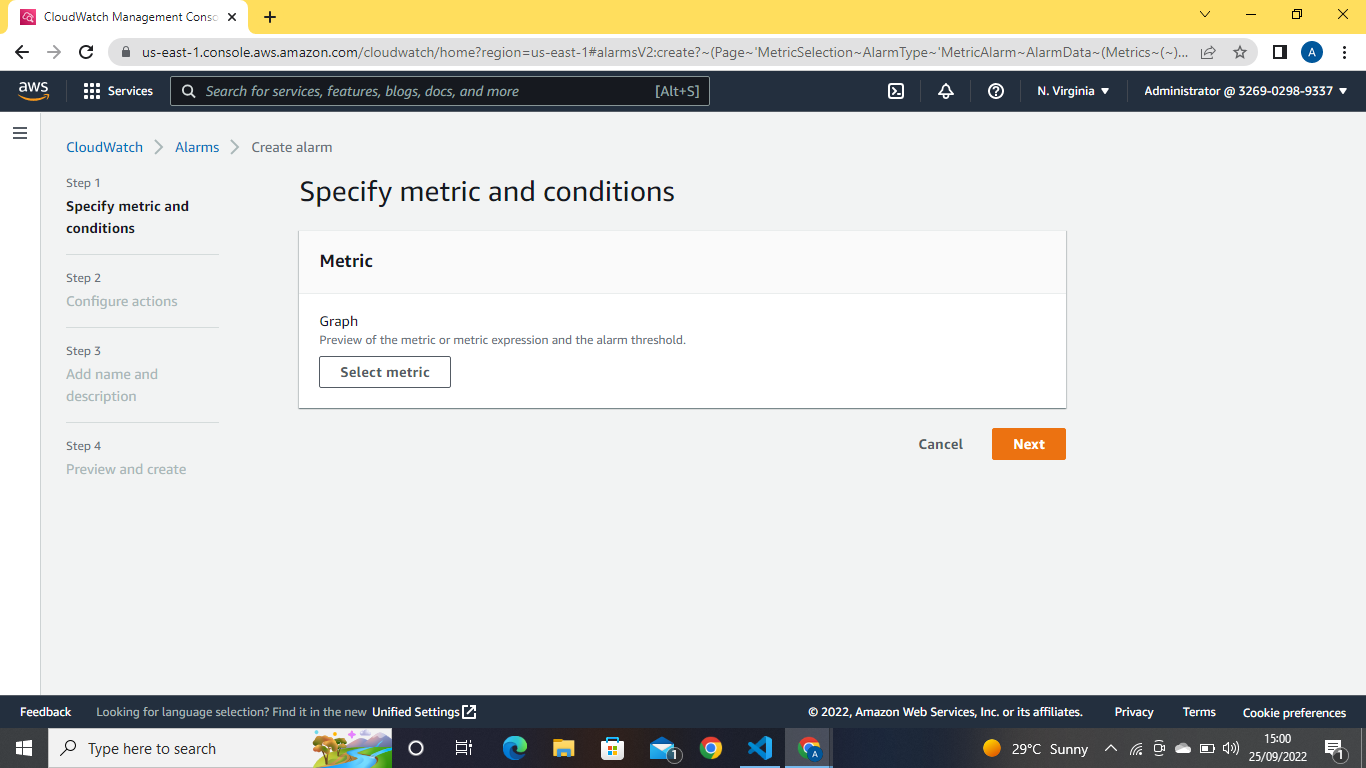 CloudWatch Management Conso
us-east-1.console.aws.amazon.com/cloudwatch/home?region=us-east-1#alarmsV2:create?~(Page~'MetricSelection~AlarmType~'MetricAlarm~AlarmData~(Metrics~(~)...
A
aws
Services
Search for services, features, blogs, docs, and more
[Alt+S]
N. Virginia
Administrator @ 3269-0298-9337
CloudWatch
Alarms
Create alarm
Step 1
Specify metric and
conditions
Step 2
Configure actions
Step 3
Add name and
description
Step 4
Preview and create
Specify metric and conditions
Metric
Graph
Preview of the metric or metric expression and the alarm threshold.
Select metric
Cancel
Next
Feedback
Looking for language selection? Find it in the new Unified Settings
© 2022, Amazon Web Services, Inc. or its affiliates.
Privacy
Terms
Cookie preferences
Type here to search
1
A
29°C Sunny
15:00
25/09/2022
1